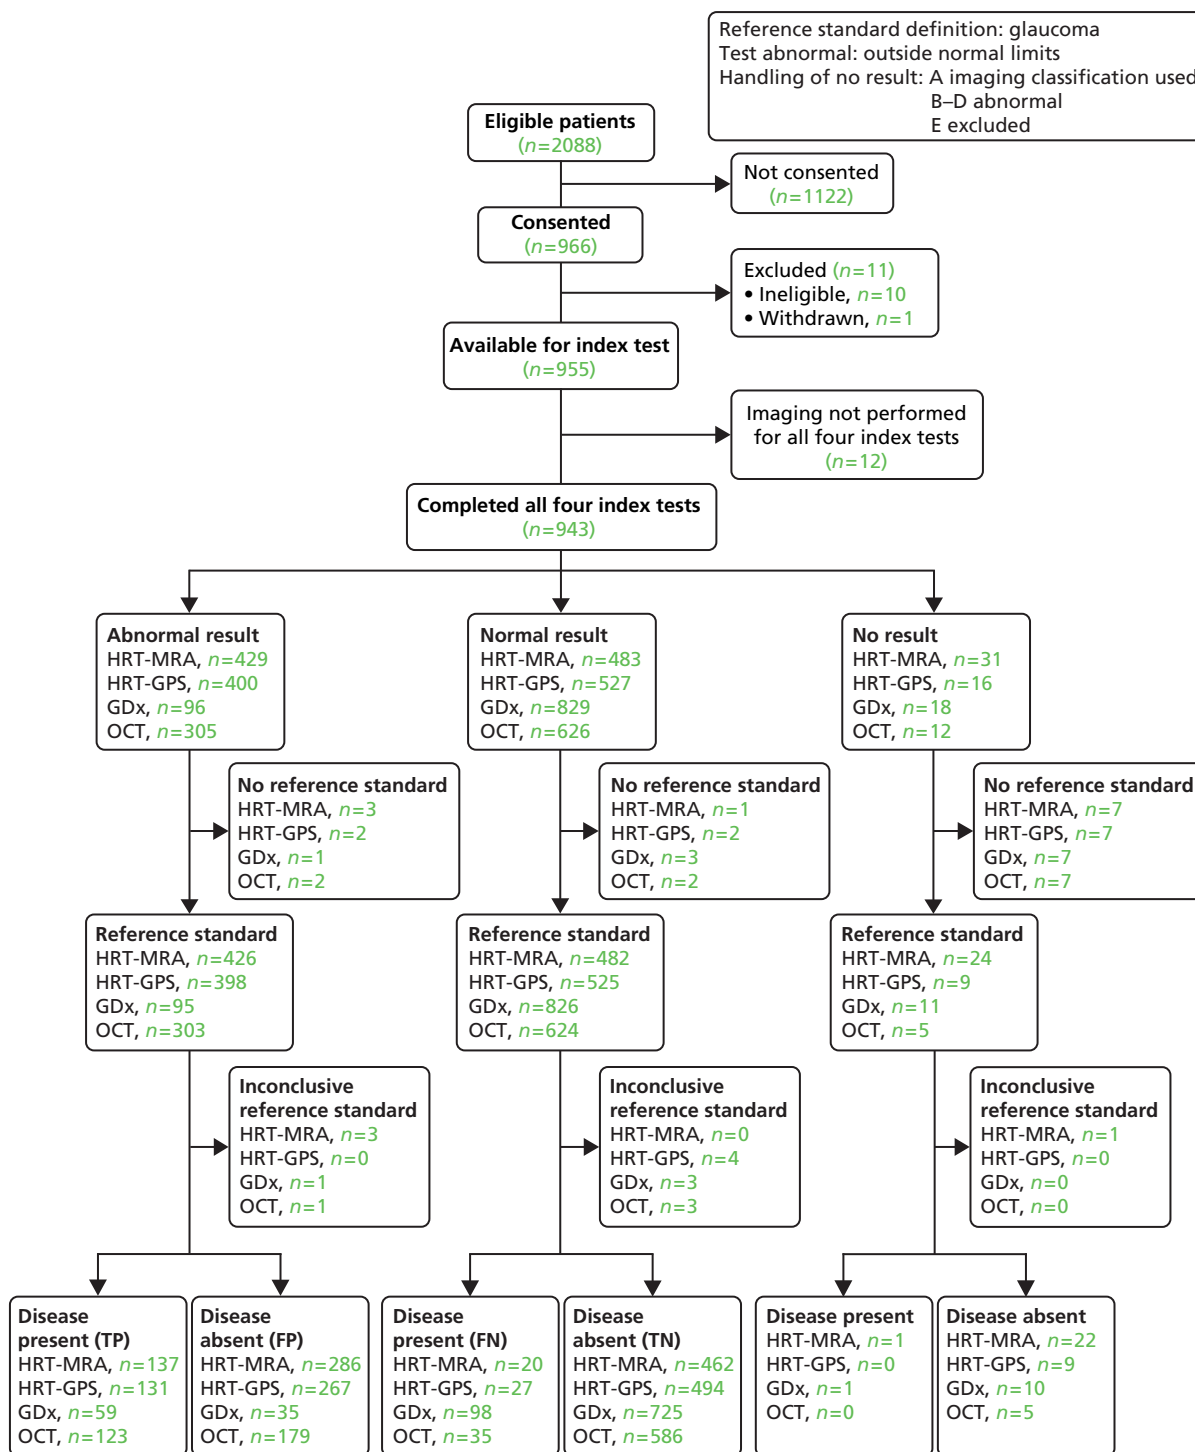 Reference standard definition: glaucoma
Test abnormal: outside normal limits
Handling of no result: A imaging classification used
B–D abnormal
E excluded
Eligible patients
(n=2088)
Not consented
(n=1122)
Consented
(n=966)
Excluded (n=11)
• Ineligible, n=10
• Withdrawn, n=1
Available for index test
(n=955)
Imaging not performed
for all four index tests
(n=12)
Completed all four index tests
(n=943)
Abnormal result
HRT-MRA, n=429
HRT-GPS, n=400
GDx, n=96
OCT, n=305
Normal result
HRT-MRA, n=483
HRT-GPS, n=527
GDx, n=829
OCT, n=626
No result
HRT-MRA, n=31
HRT-GPS, n=16
GDx, n=18
OCT, n=12
No reference standard
HRT-MRA, n=3
HRT-GPS, n=2
GDx, n=1
OCT, n=2
No reference standard
HRT-MRA, n=1
HRT-GPS, n=2
GDx, n=3
OCT, n=2
No reference standard
HRT-MRA, n=7
HRT-GPS, n=7
GDx, n=7
OCT, n=7
Reference standard
HRT-MRA, n=426
HRT-GPS, n=398
GDx, n=95
OCT, n=303
Reference standard
HRT-MRA, n=482
HRT-GPS, n=525
GDx, n=826
OCT, n=624
Reference standard
HRT-MRA, n=24
HRT-GPS, n=9
GDx, n=11
OCT, n=5
Inconclusive
reference standard
HRT-MRA, n=3
HRT-GPS, n=0
GDx, n=1
OCT, n=1
Inconclusive
reference standard
HRT-MRA, n=0
HRT-GPS, n=4
GDx, n=3
OCT, n=3
Inconclusive
reference standard
HRT-MRA, n=1
HRT-GPS, n=0
GDx, n=0
OCT, n=0
Disease
present (TP)
HRT-MRA, n=137
HRT-GPS, n=131
GDx, n=59
OCT, n=123
Disease
absent (FP)
HRT-MRA, n=286
HRT-GPS, n=267
GDx, n=35
OCT, n=179
Disease
present (FN)
HRT-MRA, n=20
HRT-GPS, n=27
GDx, n=98
OCT, n=35
Disease
absent (TN)
HRT-MRA, n=462
HRT-GPS, n=494
GDx, n=725
OCT, n=586
Disease present
HRT-MRA, n=1
HRT-GPS, n=0
GDx, n=1
OCT, n=0
Disease absent
HRT-MRA, n=22
HRT-GPS, n=9
GDx, n=10
OCT, n=5